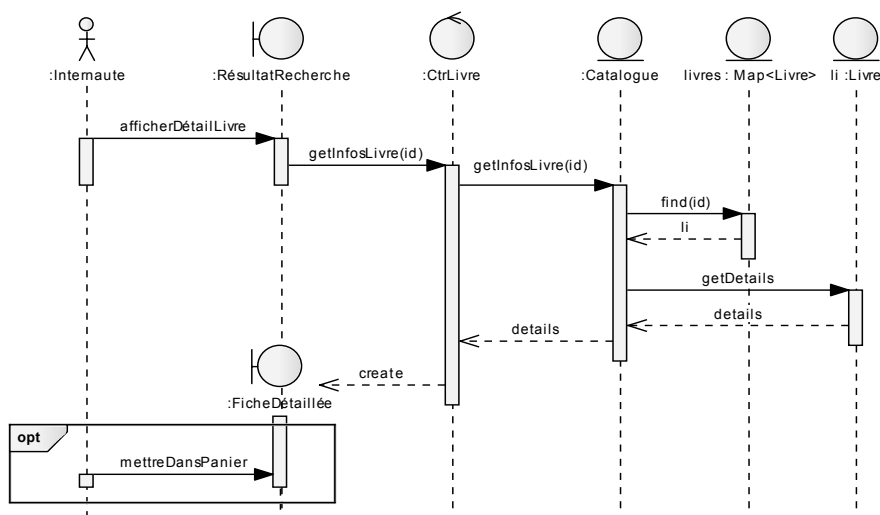 :Internaute
:RésultatRecherche
:CtrLivre
:Catalogue
livres : Map<Livre>
li :Livre
afficherDétailLivre
getInfosLivre(id)
getInfosLivre(id)
find(id)
li
getDetails
details
details
create
:FicheDétaillée
opt
mettreDansPanier